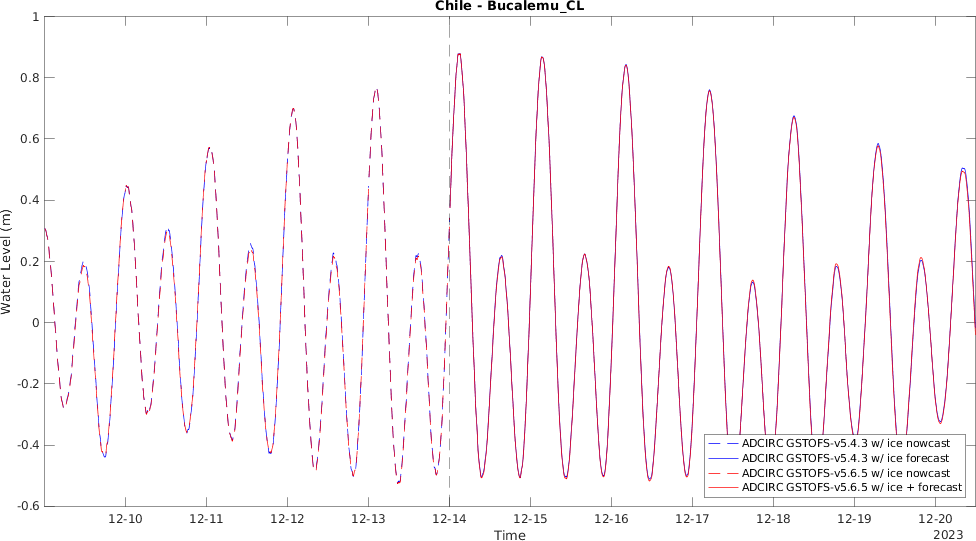 Chile - Bucalemu_CL
1
0.8
0.6
0.4
0.2
0
-0.2
-0.4
-0.6
Water Level (m)
12-10 12-11 12-12 12-13 12-14 12-15 12-16 12-17 12-18 12-19 12-20
2023
Time
ADCIRC GSTOFS-v5.4.3 w/ ice nowcast
ADCIRC GSTOFS-v5.4.3 w/ ice forecast
ADCIRC GSTOFS-v5.6.5 w/ ice nowcast
ADCIRC GSTOFS-v5.6.5 w/ ice + forecast